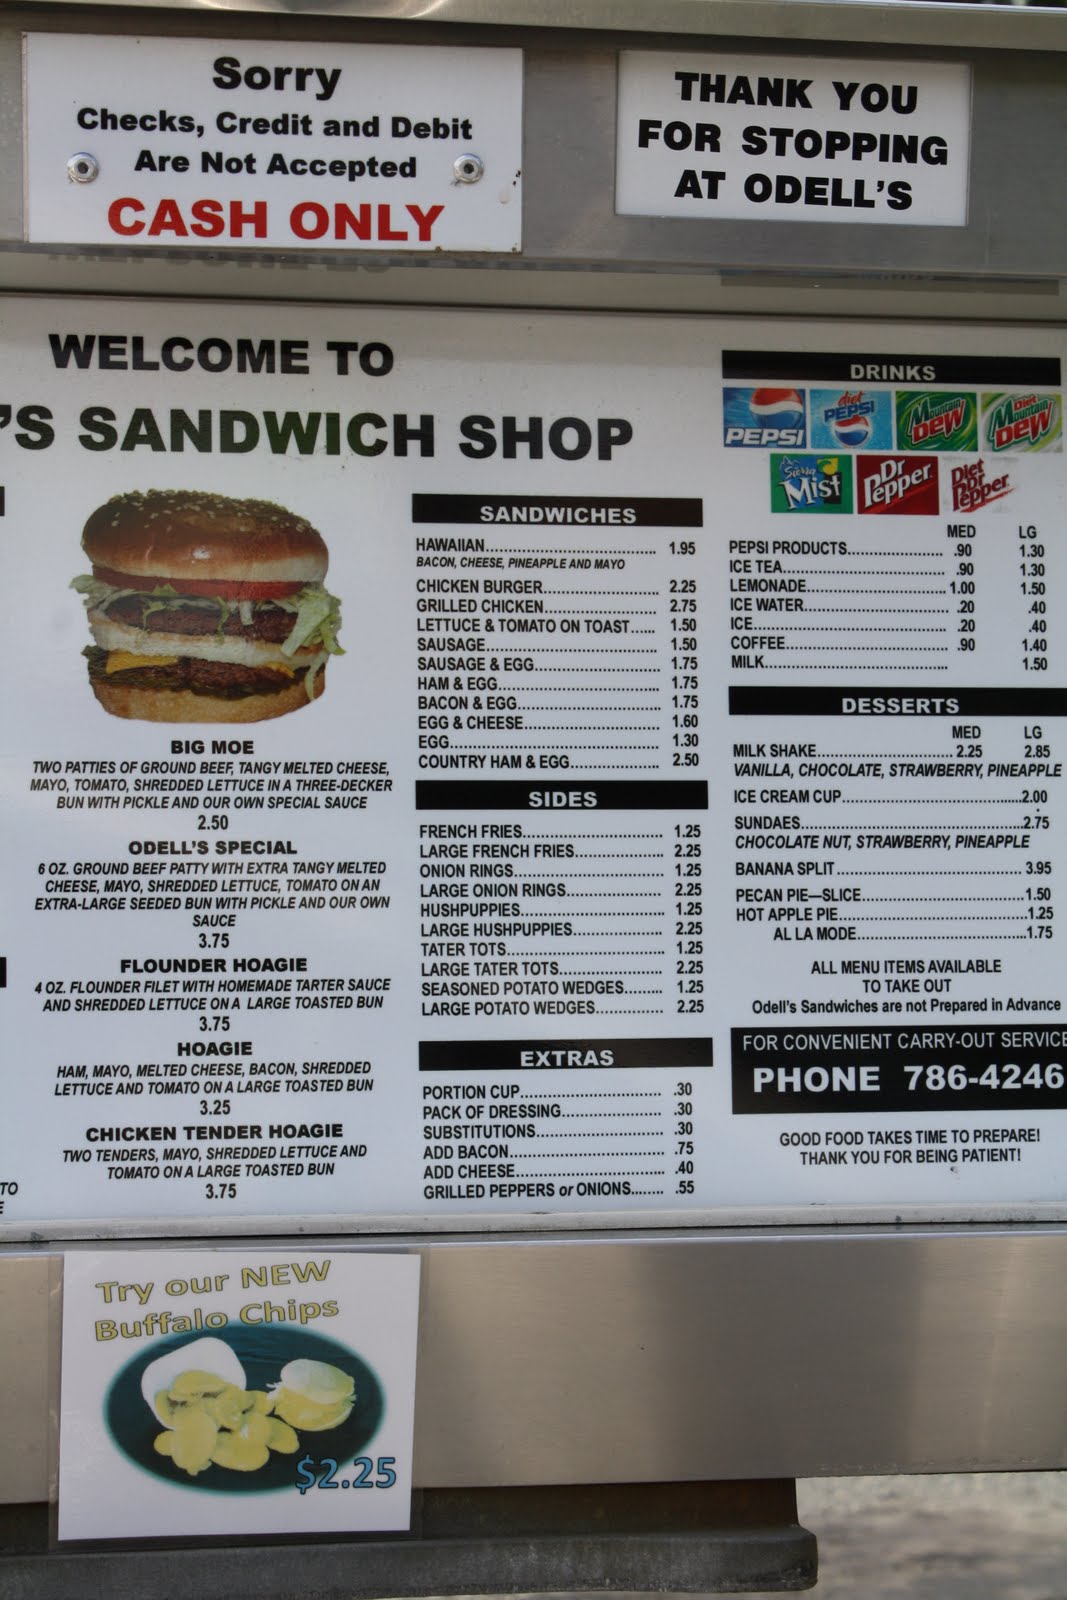 Sorry
Checks, Credit and Debit
Are Not Accepted
CASH ONLY
THANK YOU
FOR STOPPING
AT ODELL'S
WELCOME TO
'S SANDWICH SHOP
BIG MOE
TWO PATTIES OF GROUND BEEF, TANGY MELTED CHEESE,
MAYO, TOMATO, SHREDDED LETTUCE IN A THREE-DECKER
BUN WITH PICKLE AND OUR OWN SPECIAL SAUCE
2.50
ODELL'S SPECIAL
6 OZ. GROUND BEEF PATTY WITH EXTRA TANGY MELTED
CHEESE, MAYO, SHREDDED LETTUCE, TOMATO ON AN
EXTRA-LARGE SEEDED BUN WITH PICKLE AND OUR OWN
SAUCE
3.75
FLOUNDER HOAGIE
4 OZ. FLOUNDER FILET WITH HOMEMADE TARTER SAUCE
AND SHREDDED LETTUCE ON A LARGE TOASTED BUN
3.75
HOAGIE
HAM, MAYO, MELTED CHEESE, BACON, SHREDDED
LETTUCE AND TOMATO ON A LARGE TOASTED BUN
3.25
CHICKEN TENDER HOAGIE
TWO TENDERS, MAYO, SHREDDED LETTUCE AND
TOMATO ON A LARGE TOASTED BUN
3.75
TO
SANDWICHES
HAWAIIAN 1.95
BACON, CHEESE, PINEAPPLE AND MAYO
CHICKEN BURGER 2.25
GRILLED CHICKEN 2.75
LETTUCE & TOMATO ON TOAST 1.50
SAUSAGE 1.50
SAUSAGE & EGG 1.75
HAM & EGG 1.75
BACON & EGG 1.75
EGG & CHEESE 1.60
EGG 1.30
COUNTRY HAM & EGG 2.50
SIDES
FRENCH FRIES 1.25
LARGE FRENCH FRIES 2.25
ONION RINGS 1.25
LARGE ONION RINGS 2.25
HUSHPUPPIES 1.25
LARGE HUSHPUPPIES 2.25
TATER TOTS 1.25
LARGE TATER TOTS 2.25
SEASONED POTATO WEDGES 1.25
LARGE POTATO WEDGES 2.25
EXTRAS
PORTION CUP .30
PACK OF DRESSING .30
SUBSTITUTIONS .30
ADD BACON .75
ADD CHEESE .40
GRILLED PEPPERS or ONIONS .55
DRINKS
PEPSI
diet PEPSI
Mountain DEW
Diet Mountain DEW
Sierra Mist
Dr Pepper
Diet Dr Pepper
MED LG
PEPSI PRODUCTS .90 1.30
ICE TEA .90 1.30
LEMONADE 1.00 1.50
ICE WATER .20 .40
ICE .20 .40
COFFEE .90 1.40
MILK 1.50
DESSERTS
MED LG
MILK SHAKE 2.25 2.85
VANILLA, CHOCOLATE, STRAWBERRY, PINEAPPLE
ICE CREAM CUP 2.00
SUNDAES 2.75
CHOCOLATE NUT, STRAWBERRY, PINEAPPLE
BANANA SPLIT 3.95
PECAN PIE—SLICE 1.50
HOT APPLE PIE 1.25
AL LA MODE 1.75
ALL MENU ITEMS AVAILABLE
TO TAKE OUT
Odell's Sandwiches are not Prepared in Advance
FOR CONVENIENT CARRY-OUT SERVICE
PHONE 786-4246
GOOD FOOD TAKES TIME TO PREPARE!
THANK YOU FOR BEING PATIENT!
Try our NEW
Buffalo Chips
$2.25